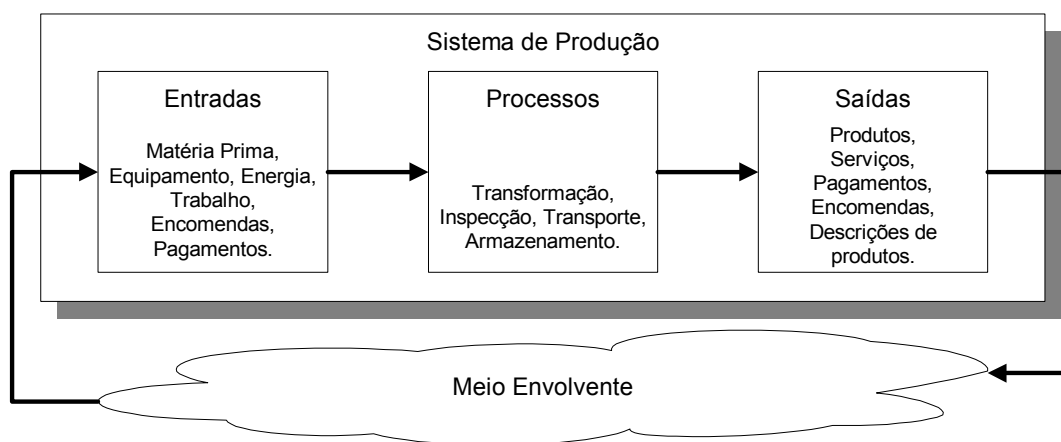 Sistema de Produção
Entradas
Matéria Prima,
Equipamento, Energia,
Trabalho,
Encomendas,
Pagamentos.
Processos
Transformação,
Inspecção, Transporte,
Armazenamento.
Saídas
Produtos,
Serviços,
Pagamentos,
Encomendas,
Descrições de
produtos.
Meio Envolvente